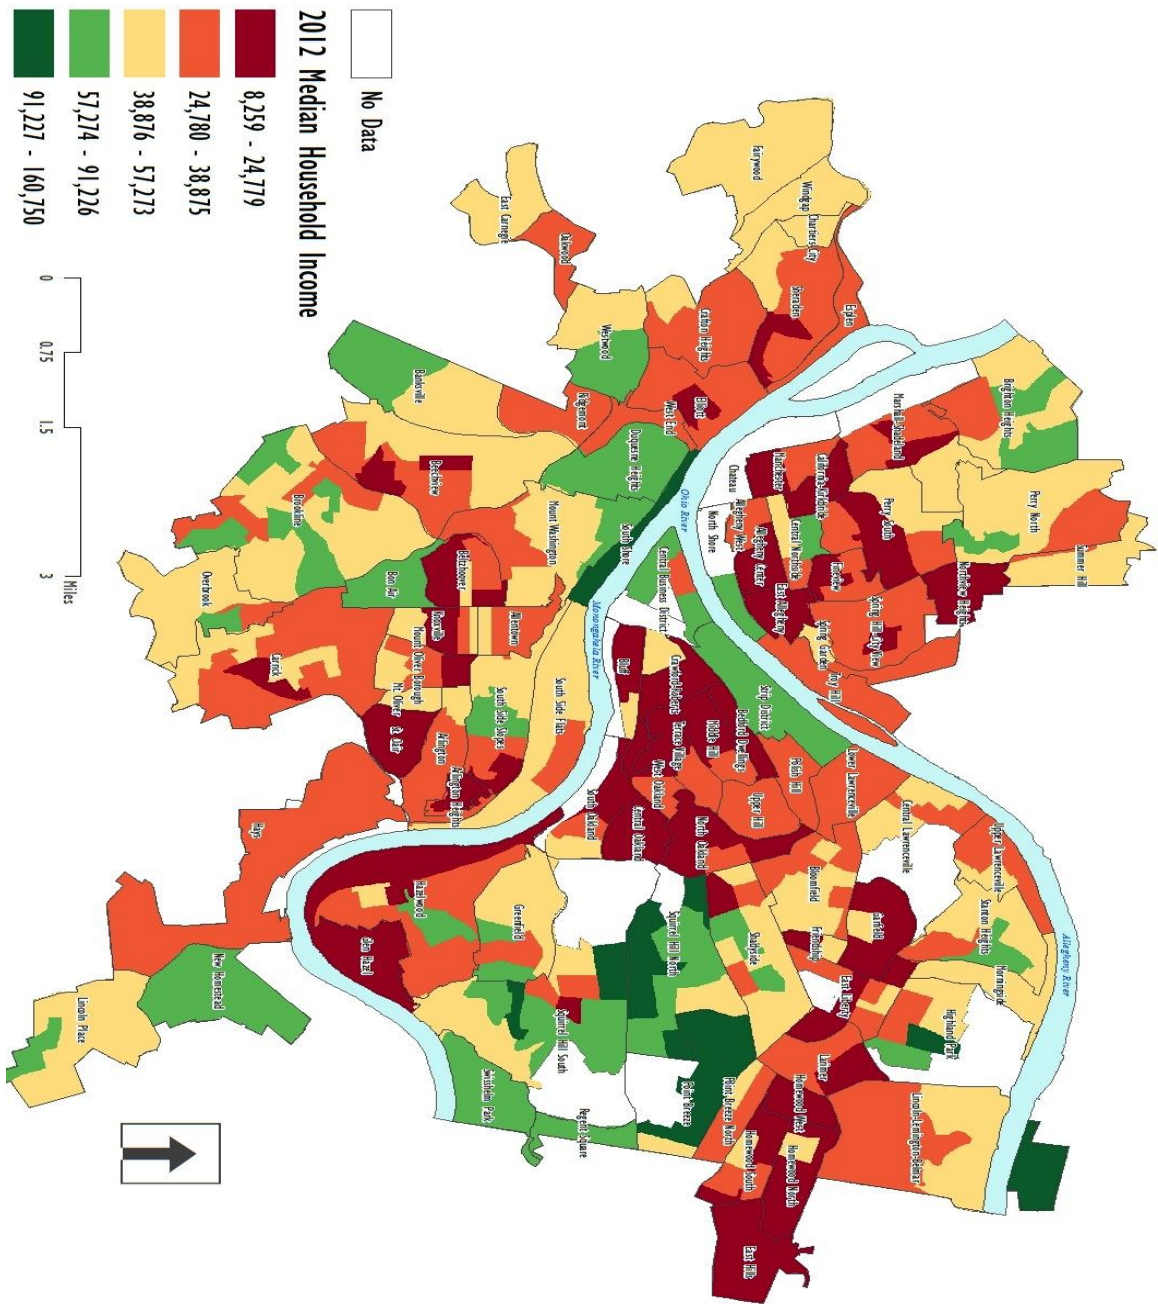 No Data
2012 Median Household Income
8,259 - 24,779
24,780 - 38,875
38,876 - 57,273
57,274 - 91,226
91,227 - 160,750
0
0.75
1.5
3
Miles
Fairywood
Windgap
Chartiers City
East Carnegie
Oakwood
Sheraden
Esplen
Crafton Heights
Westwood
Elliott
West End
Ridgemont
Banksville
Duquesne Heights
Brighton Heights
Marshall-Shadeland
Perry North
Summer Hill
Manchester
California-Kirkbride
Perry South
Chateau
Northview Heights
Allegheny West
North Shore
Allegheny Center
Central Northside
Fineview
East Allegheny
Spring Hill-City View
Spring Garden
Troy Hill
Ohio River
Beechview
Mount Washington
South Shore
Central Business District
Brookline
Beltzhoover
Bon Air
Overbrook
Monongahela River
Knoxville
Allentown
Mount Oliver Borough
Carrick
Mt. Oliver
St. Clair
South Side Slopes
South Side Flats
Arlington
Arlington Heights
Bluff
Crawford-Roberts
Terrace Village
Middle Hill
Bedford Dwellings
Strip District
Polish Hill
Upper Hill
West Oakland
South Oakland
Central Oakland
North Oakland
Lower Lawrenceville
Central Lawrenceville
Upper Lawrenceville
Hays
Hazelwood
Glen Hazel
Greenfield
Bloomfield
Garfield
Friendship
Shadyside
Squirrel Hill North
Stanton Heights
Morningside
Allegheny River
New Homestead
Lincoln Place
East Liberty
Highland Park
Squirrel Hill South
Swisshelm Park
Regent Square
Point Breeze
Point Breeze North
Larimer
Homewood West
Homewood South
Homewood North
Lincoln-Lemington-Belmar
East Hills